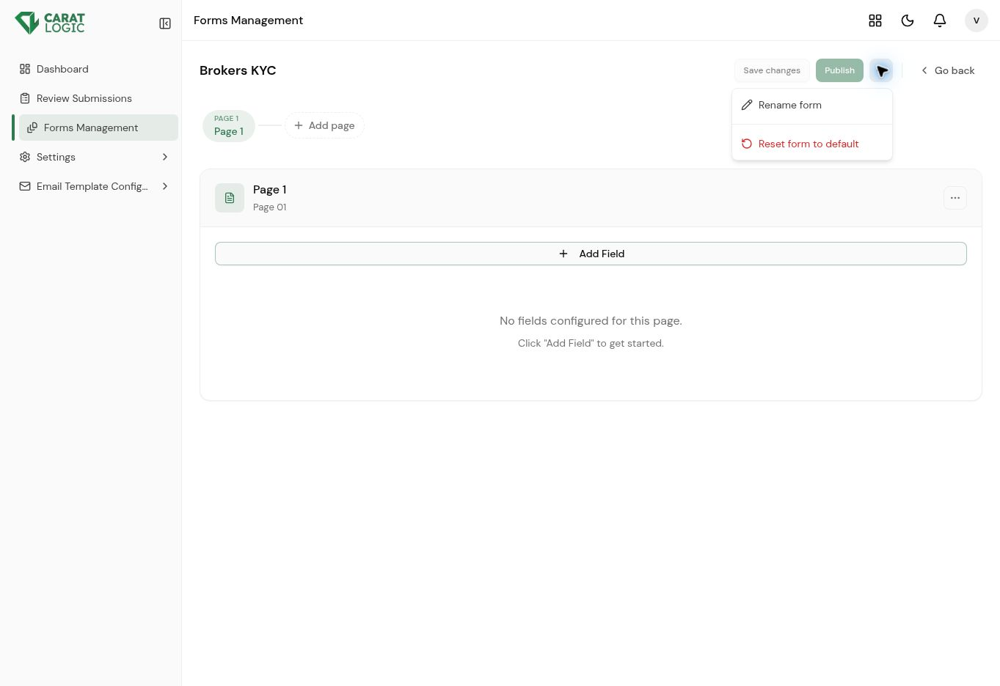 CARAT
LOGIC
Forms Management
V
Dashboard
Review Submissions
Forms Management
Settings
Email Template Config...
Brokers KYC
Save changes
Publish
Go back
Rename form
Reset form to default
PAGE 1
Page 1
Add page
Page 1
Page 01
Add Field
No fields configured for this page.
Click "Add Field" to get started.